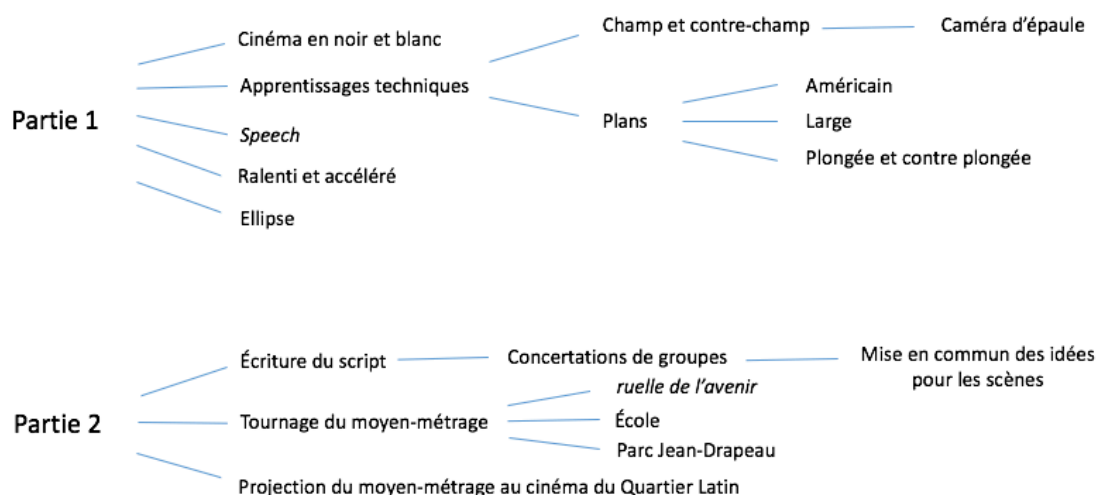 Champ et contre-champ
Caméra d'épaule
Cinéma en noir et blanc
Apprentissages techniques
Américain
Partie 1
Plans
Large
Speech
Plongée et contre plongée
Ralenti et accéléré
Ellipse
Écriture du script
Concertations de groupes
Mise en commun des idées
pour les scènes
ruelle de l'avenir
Partie 2
Tournage du moyen-métrage
École
Parc Jean-Drapeau
Projection du moyen-métrage au cinéma du Quartier Latin